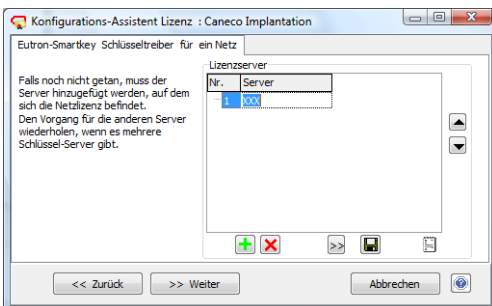 Konfigurations-Assistent Lizenz : Caneco Implantation
Eutron-Smartkey Schlüsseltreiber für ein Netz
Falls noch nicht getan, muss der
Server hinzugefügt werden, auf dem
sich die Netzlizenz befindet.
Den Vorgang für die anderen Server
wiederholen, wenn es mehrere
Schlüssel-Server gibt.
Lizenzserver
Nr. Server
1 XXX
>>
<< Zurück >> Weiter Abbrechen